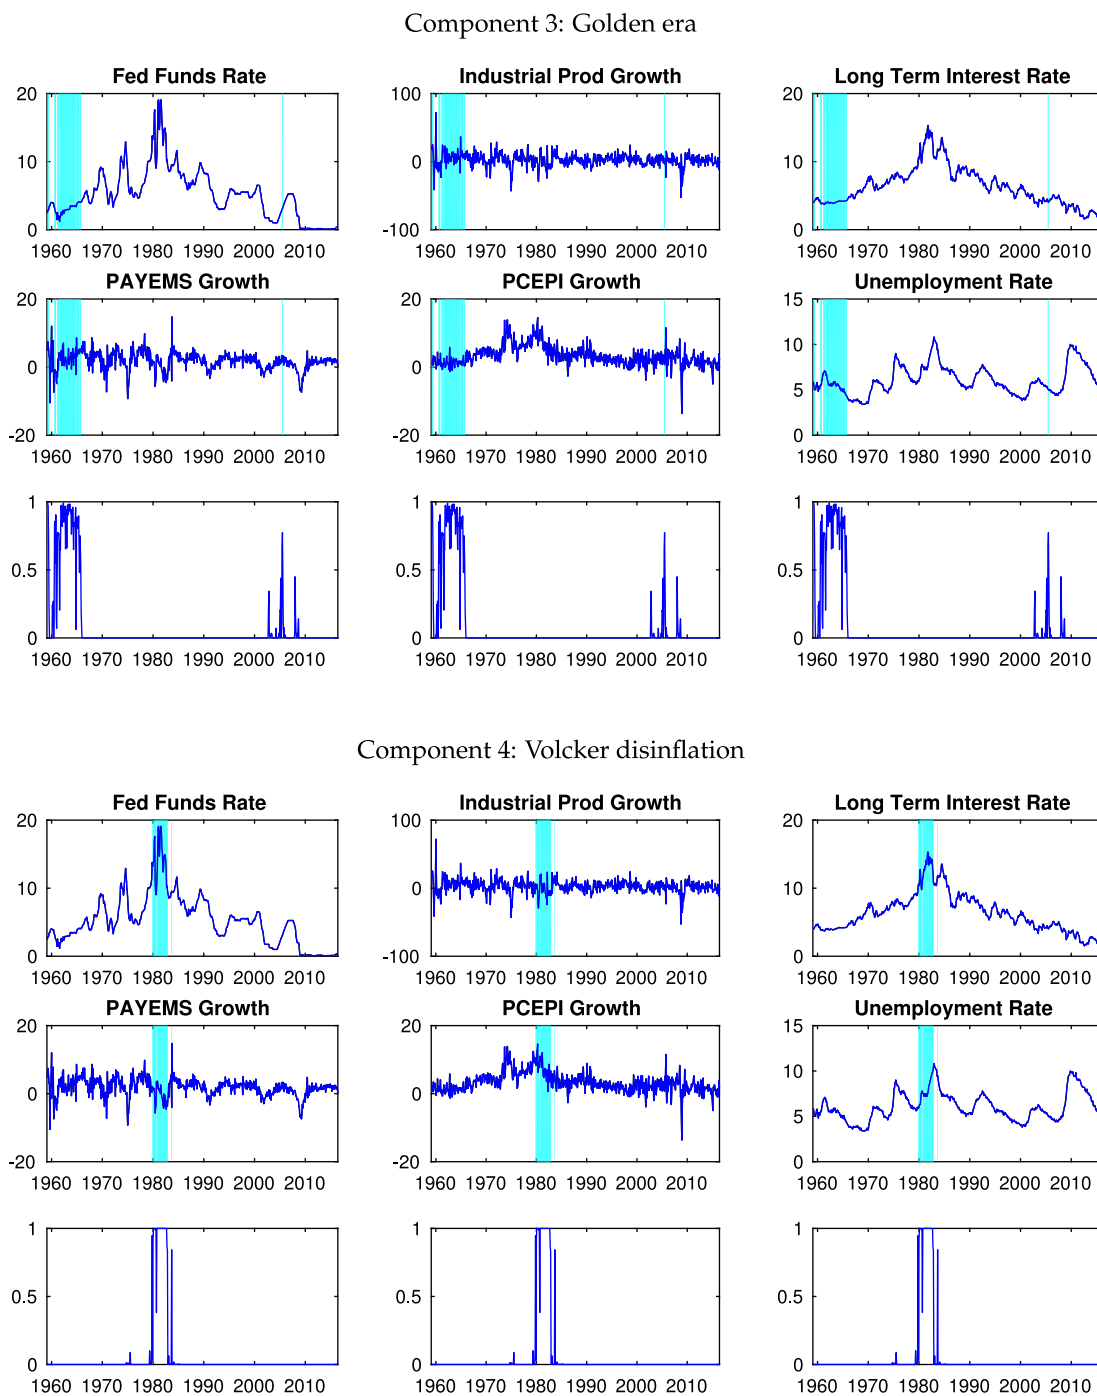 Component 3: Golden era
Fed Funds Rate Industrial Prod Growth Long Term Interest Rate
20 100 20
10 0 10
0 -100 0
1960 1970 1980 1990 2000 2010 1960 1970 1980 1990 2000 2010 1960 1970 1980 1990 2000 2010
PAYEMS Growth PCEPI Growth Unemployment Rate
20 20 15
10
0 0
5
-20 -20 0
1960 1970 1980 1990 2000 2010 1960 1970 1980 1990 2000 2010 1960 1970 1980 1990 2000 2010
1 1 1
0.5 0.5 0.5
0 0 0
1960 1970 1980 1990 2000 2010 1960 1970 1980 1990 2000 2010 1960 1970 1980 1990 2000 2010
Component 4: Volcker disinflation
Fed Funds Rate Industrial Prod Growth Long Term Interest Rate
20 100 20
10 0 10
0 -100 0
1960 1970 1980 1990 2000 2010 1960 1970 1980 1990 2000 2010 1960 1970 1980 1990 2000 2010
PAYEMS Growth PCEPI Growth Unemployment Rate
20 20 15
10
0 0
5
-20 -20 0
1960 1970 1980 1990 2000 2010 1960 1970 1980 1990 2000 2010 1960 1970 1980 1990 2000 2010
1 1 1
0.5 0.5 0.5
0 0 0
1960 1970 1980 1990 2000 2010 1960 1970 1980 1990 2000 2010 1960 1970 1980 1990 2000 2010